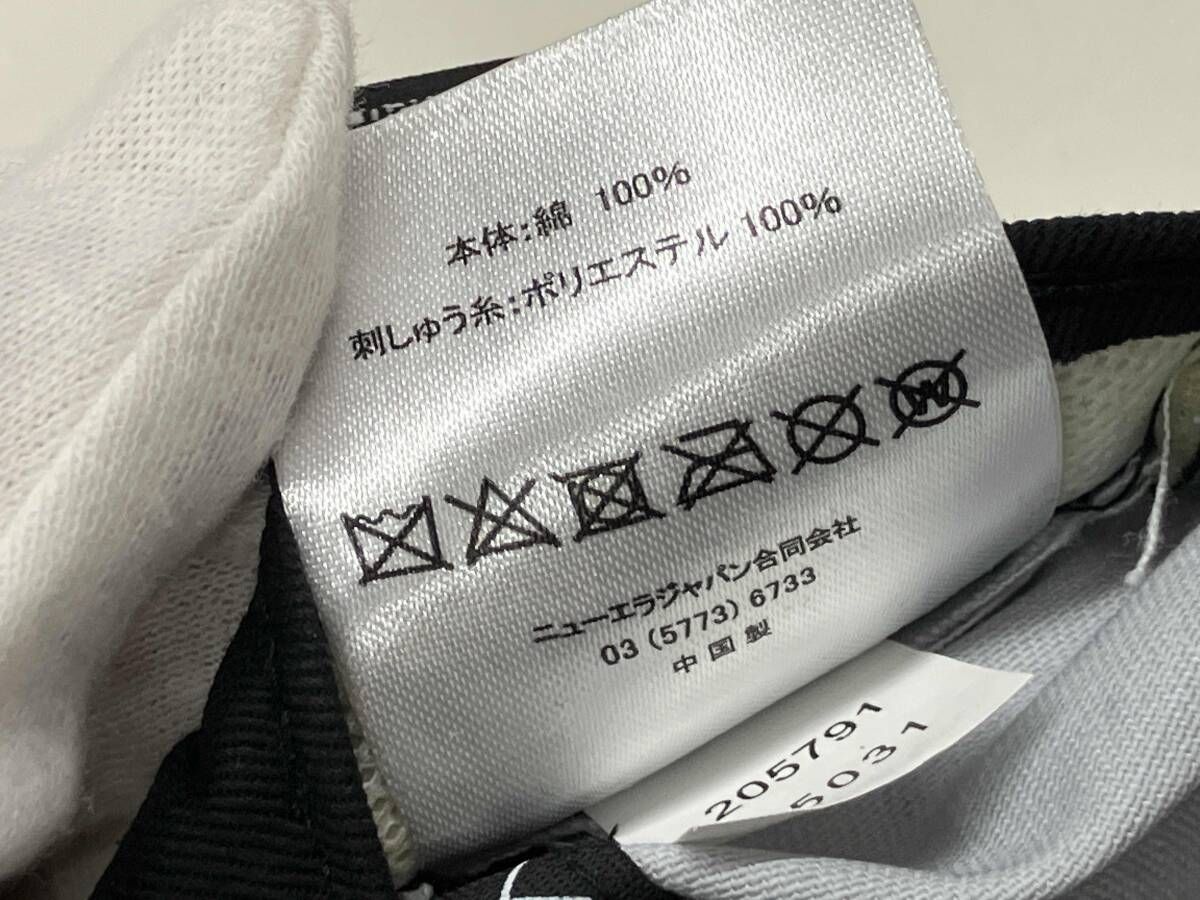 本体:綿 100%
刺しゅう糸:ポリエステル 100%
ニューエラジャパン合同会社
03 (5773) 6733
中国製
205791
5031